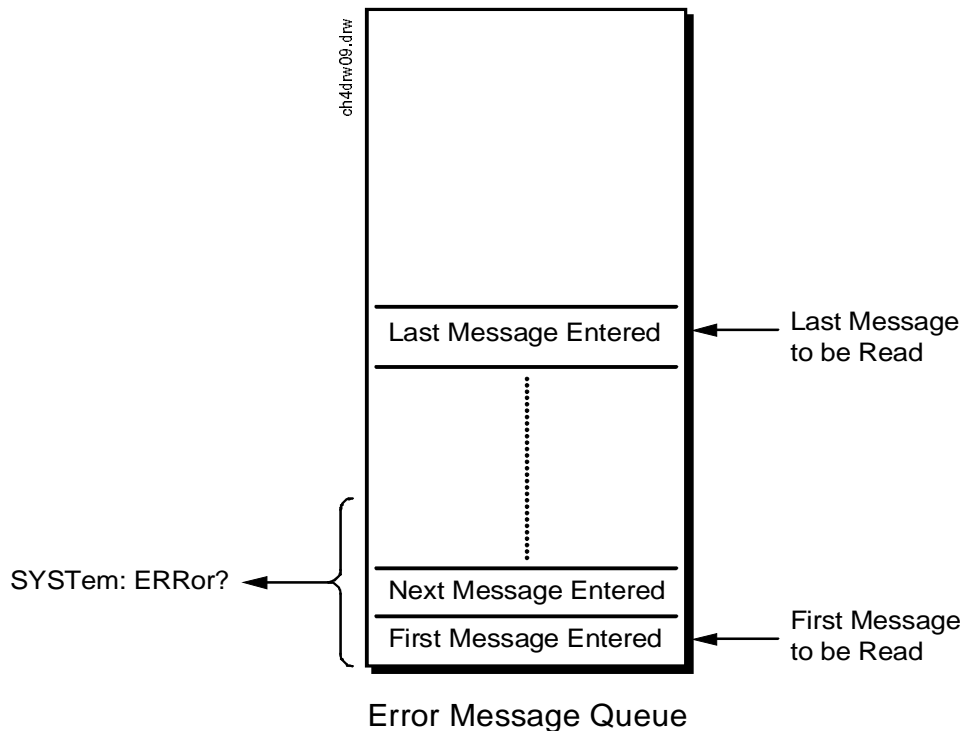 ch4drw09.drw
Last Message Entered
Last Message
to be Read
SYSTem: ERRor?
Next Message Entered
First Message Entered
First Message
to be Read
Error Message Queue